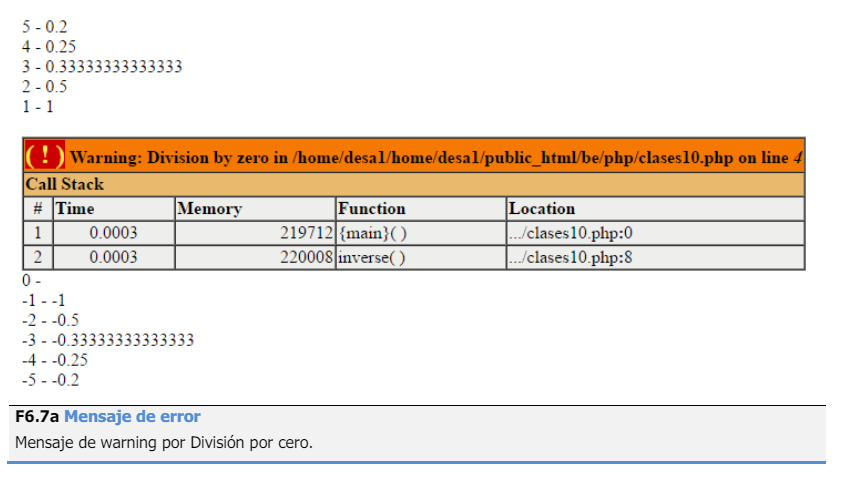 5 - 0.2
4 - 0.25
3 - 0.33333333333333
2 - 0.5
1 - 1
( ! ) Warning: Division by zero in /home/desa1/home/desa1/public_html/be/php/clases10.php on line 4
Call Stack
# Time Memory Function Location
1 0.0003 219712 {main}( ) .../clases10.php:0
2 0.0003 220008 inverse( ) .../clases10.php:8
0 -
-1 - -1
-2 - -0.5
-3 - -0.33333333333333
-4 - -0.25
-5 - -0.2
F6.7a Mensaje de error
Mensaje de warning por División por cero.